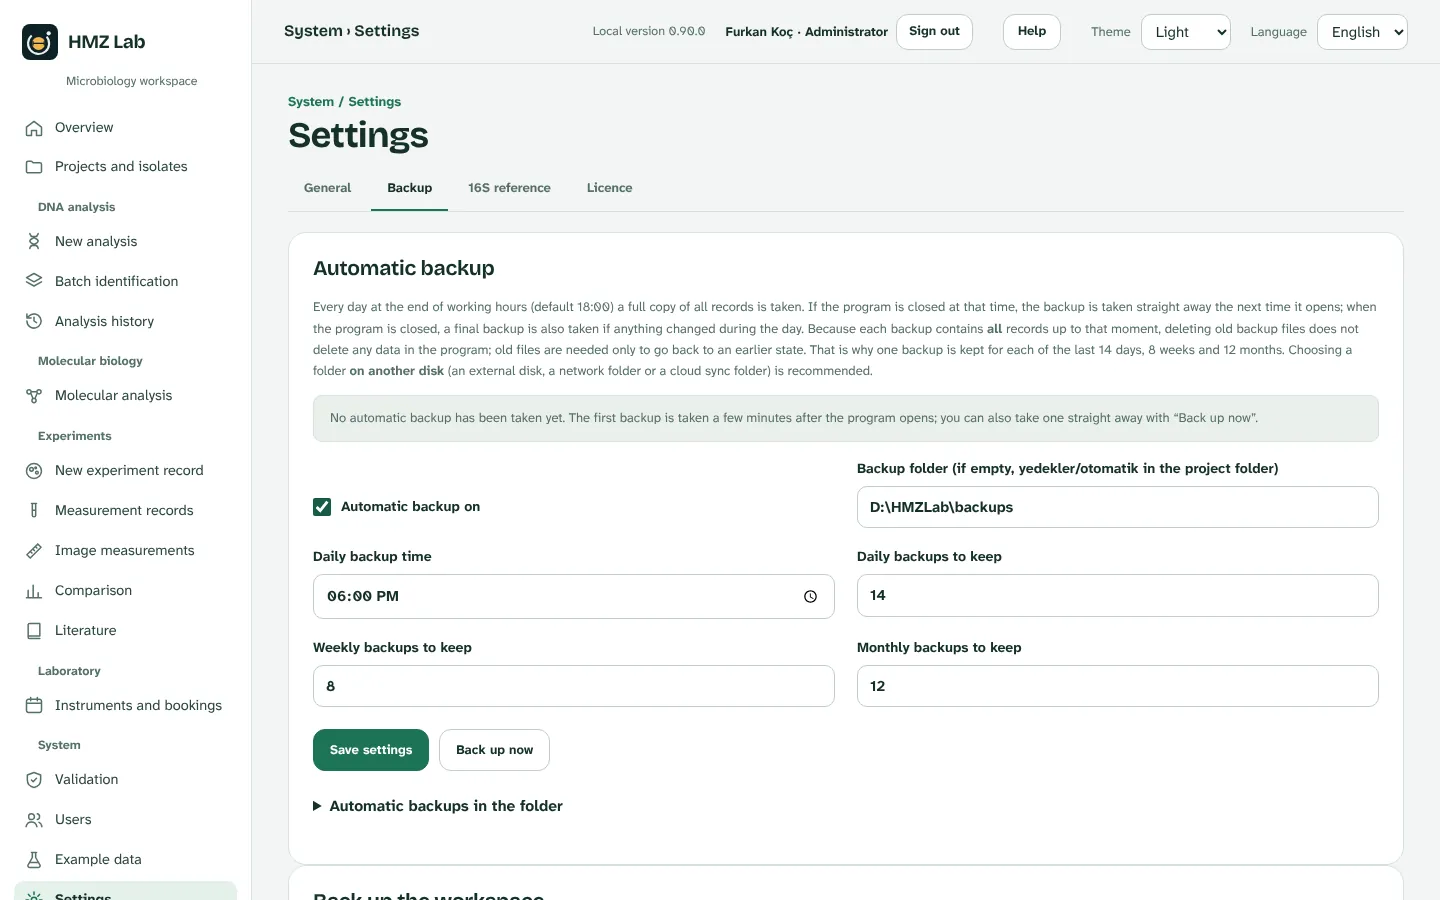 HMZ Lab
Microbiology workspace
Overview
Projects and isolates
DNA analysis
New analysis
Batch identification
Analysis history
Molecular biology
Molecular analysis
Experiments
New experiment record
Measurement records
Image measurements
Comparison
Literature
Laboratory
Instruments and bookings
System
Validation
Users
Example data
Settings
System › Settings
Local version 0.90.0
Furkan Koç · Administrator
Sign out
Help
Theme
Light
Language
English
System / Settings
Settings
General
Backup
16S reference
Licence
Automatic backup
Every day at the end of working hours (default 18:00) a full copy of all records is taken. If the program is closed at that time, the backup is taken straight away the next time it opens; when
the program is closed, a final backup is also taken if anything changed during the day. Because each backup contains all records up to that moment, deleting old backup files does not
delete any data in the program; old files are needed only to go back to an earlier state. That is why one backup is kept for each of the last 14 days, 8 weeks and 12 months. Choosing a
folder on another disk (an external disk, a network folder or a cloud sync folder) is recommended.
No automatic backup has been taken yet. The first backup is taken a few minutes after the program opens; you can also take one straight away with “Back up now”.
Automatic backup on
Backup folder (if empty, yedekler/otomatik in the project folder)
D:\HMZLab\backups
Daily backup time
06:00 PM
Daily backups to keep
14
Weekly backups to keep
8
Monthly backups to keep
12
Save settings
Back up now
Automatic backups in the folder
Back up the workspace